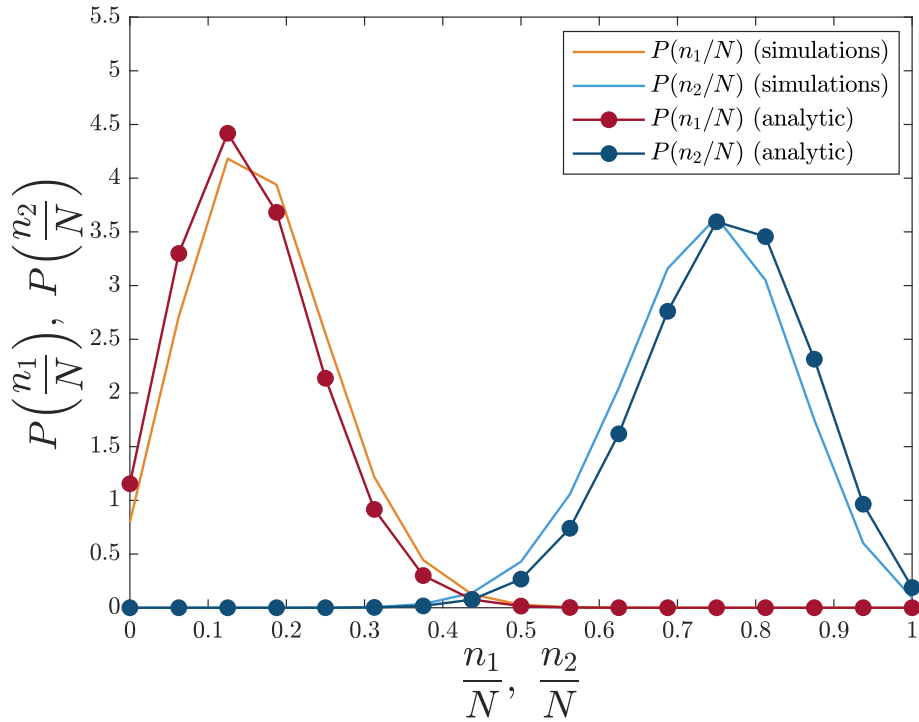 5.5
5
4.5
4
3.5
3
2.5
2
1.5
1
0.5
0
P(n₁/N) (simulations)
P(n₂/N) (simulations)
P(n₁/N) (analytic)
P(n₂/N) (analytic)
P(n₁/N), P(n₂/N)
0 0.1 0.2 0.3 0.4 0.5 0.6 0.7 0.8 0.9 1
n₁/N, n₂/N